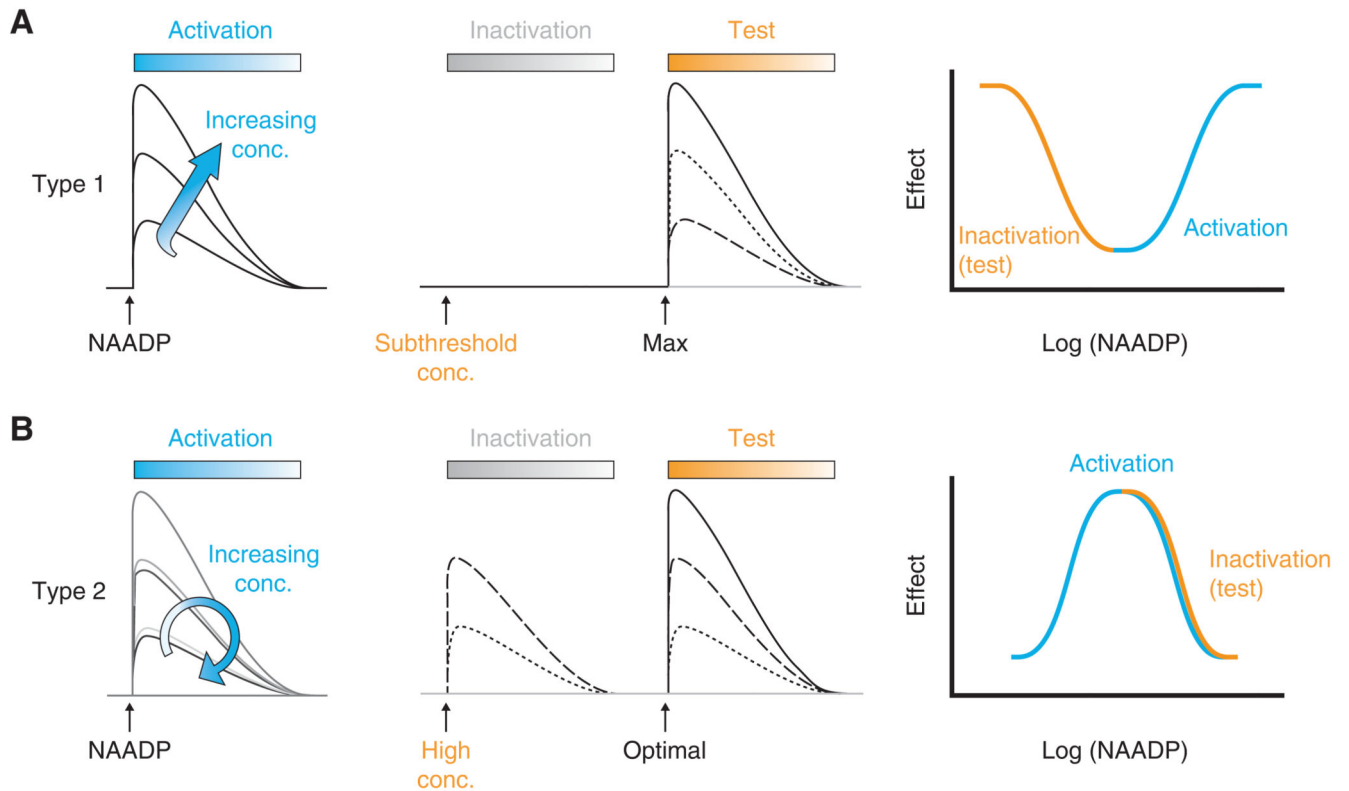 A
Activation
Inactivation
Test
Increasing
conc.
Type 1
NAADP
Subthreshold
conc.
Max
Effect
Inactivation
(test)
Activation
Log (NAADP)
B
Activation
Inactivation
Test
Increasing
conc.
Type 2
NAADP
High
conc.
Optimal
Activation
Effect
Inactivation
(test)
Log (NAADP)